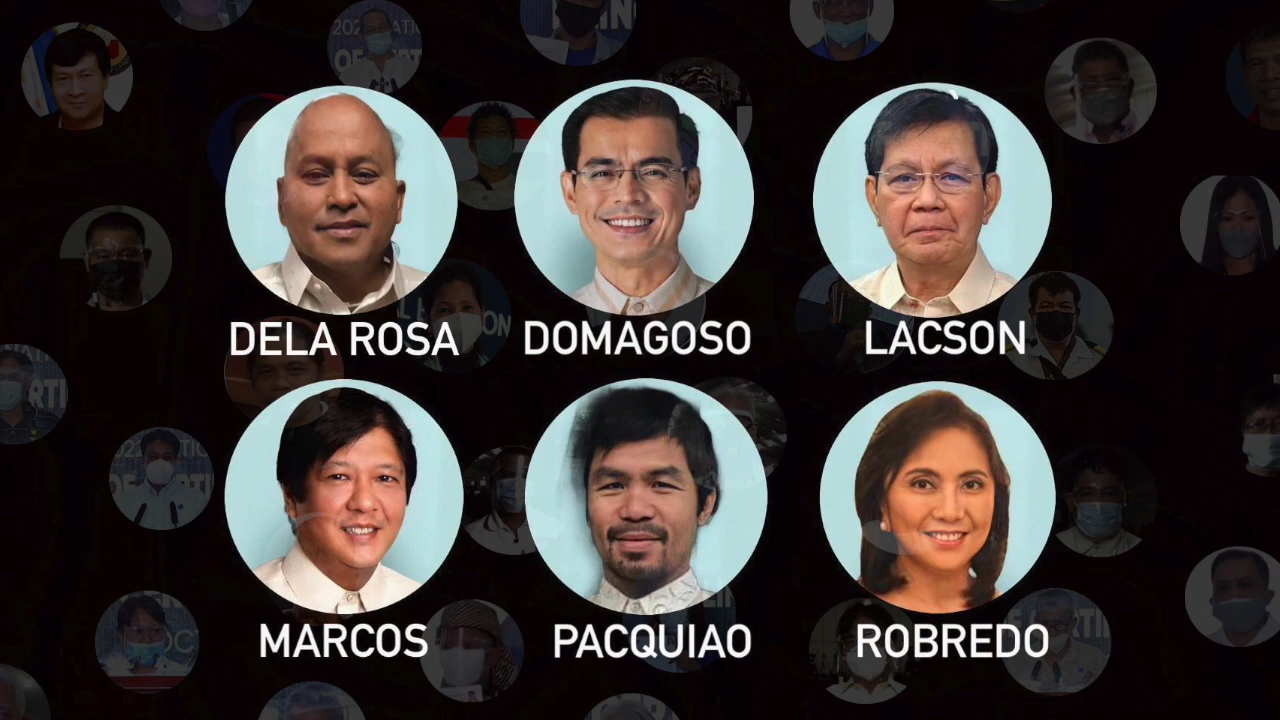 DELA ROSA
DOMAGOSO
LACSON
MARCOS
PACQUIAO
ROBREDO